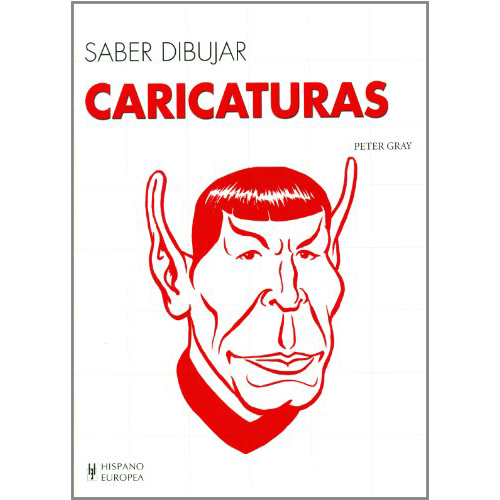 SABER DIBUJAR
CARICATURAS
PETER GRAY
HISPANO
EUROPEA